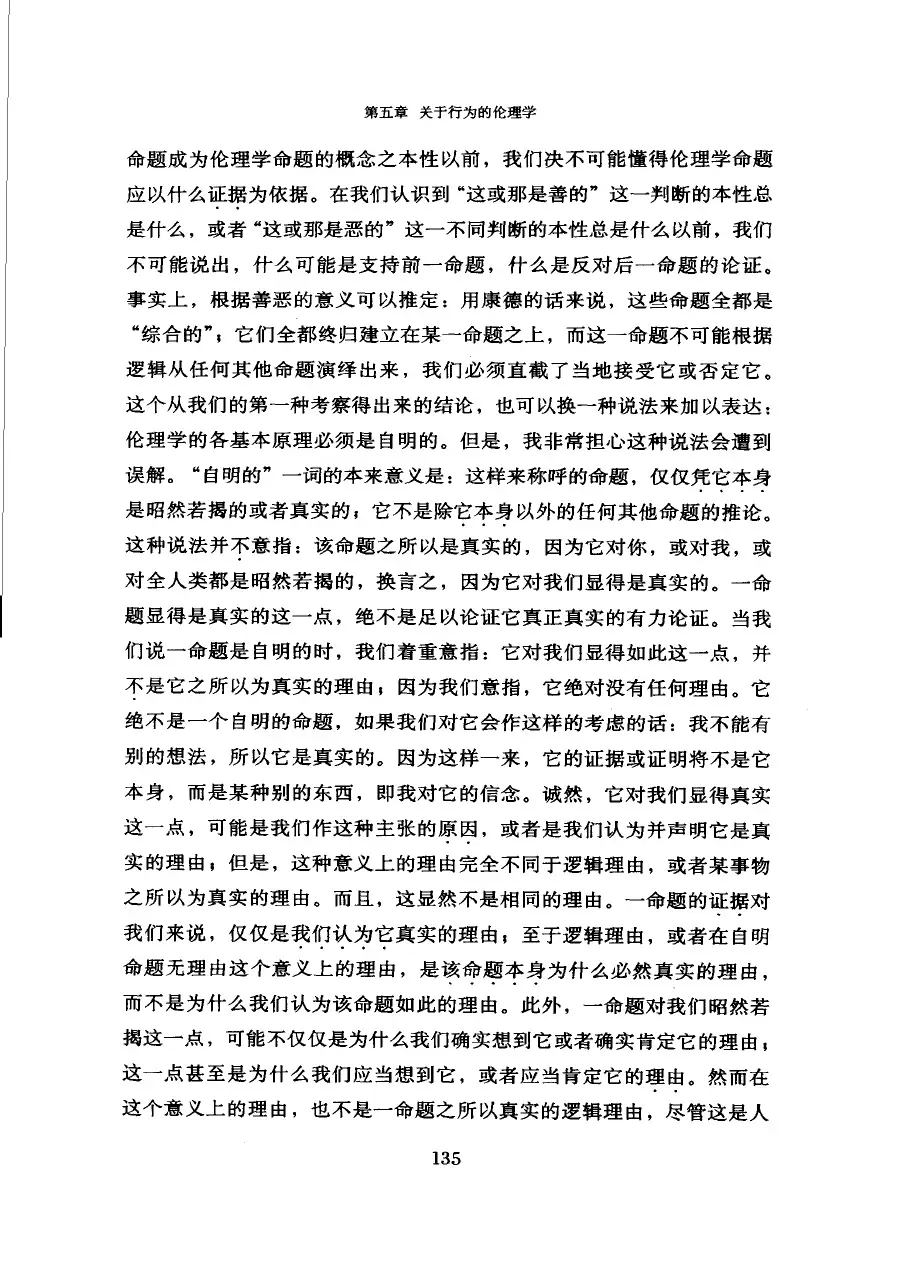 第五章 关于行为的伦理学
命题成为伦理学命题的概念之本性以前，我们决不可能懂得伦理学命题
应以什么证据为依据。在我们认识到“这或那是善的”这一判断的本性总
是什么，或者“这或那是恶的”这一不同判断的本性总是什么以前，我们
不可能说出，什么可能是支持前一命题，什么是反对后一命题的论证。
事实上，根据善恶的意义可以推定：用康德的话来说，这些命题全都是
“综合的”；它们全都终归建立在某一命题之上，而这一命题不可能根据
逻辑从任何其他命题演绎出来，我们必须直截了当地接受它或否定它。
这个从我们的第一种考察得出来的结论，也可以换一种说法来加以表达：
伦理学的各基本原理必须是自明的。但是，我非常担心这种说法会遭到
误解。“自明的”一词的本来意义是：这样来称呼的命题，仅仅凭它本身
是昭然若揭的或者真实的；它不是除它本身以外的任何其他命题的推论。
这种说法并不意指：该命题之所以是真实的，因为它对你，或对我，或
对全人类都是昭然若揭的，换言之，因为它对我们显得是真实的。一命
题显得是真实的这一点，绝不是足以论证它真正真实的有力论证。当我
们说一命题是自明的时，我们着重意指：它对我们显得如此这一点，并
不是它之所以为真实的理由；因为我们意指，它绝对没有任何理由。它
绝不是一个自明的命题，如果我们对它会作这样的考虑的话：我不能有
别的想法，所以它是真实的。因为这样一来，它的证据或证明将不是它
本身，而是某种别的东西，即我对它的信念。诚然，它对我们显得真实
这一点，可能是我们作这种主张的原因，或者是我们认为并声明它是真
实的理由；但是，这种意义上的理由完全不同于逻辑理由，或者某事物
之所以为真实的理由。而且，这显然不是相同的理由。一命题的证据对
我们来说，仅仅是我们认为它真实的理由；至于逻辑理由，或者在自明
命题无理由这个意义上的理由，是该命题本身为什么必然真实的理由，
而不是为什么我们认为该命题如此的理由。此外，一命题对我们昭然若
揭这一点，可能不仅仅是为什么我们确实想到它或者确实肯定它的理由；
这一点甚至是为什么我们应当想到它，或者应当肯定它的理由。然而在
这个意义上的理由，也不是一命题之所以真实的逻辑理由，尽管这是人
135